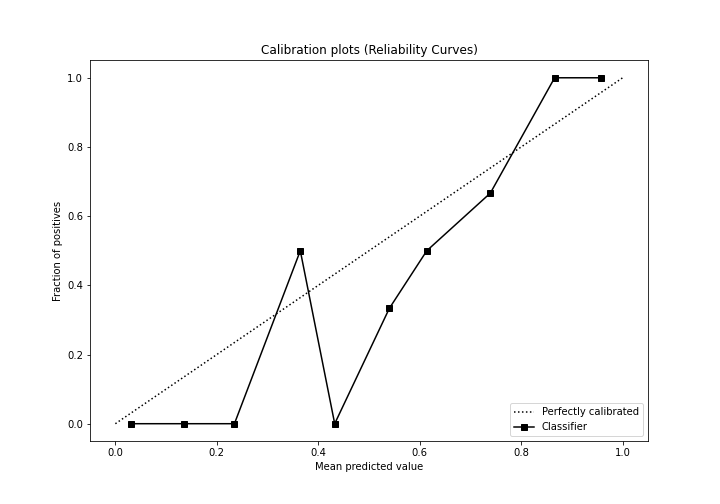 Calibration plots (Reliability Curves)
1.0
0.8
0.6
0.4
0.2
0.0
Fraction of positives
0.0 0.2 0.4 0.6 0.8 1.0
Mean predicted value
Perfectly calibrated
Classifier